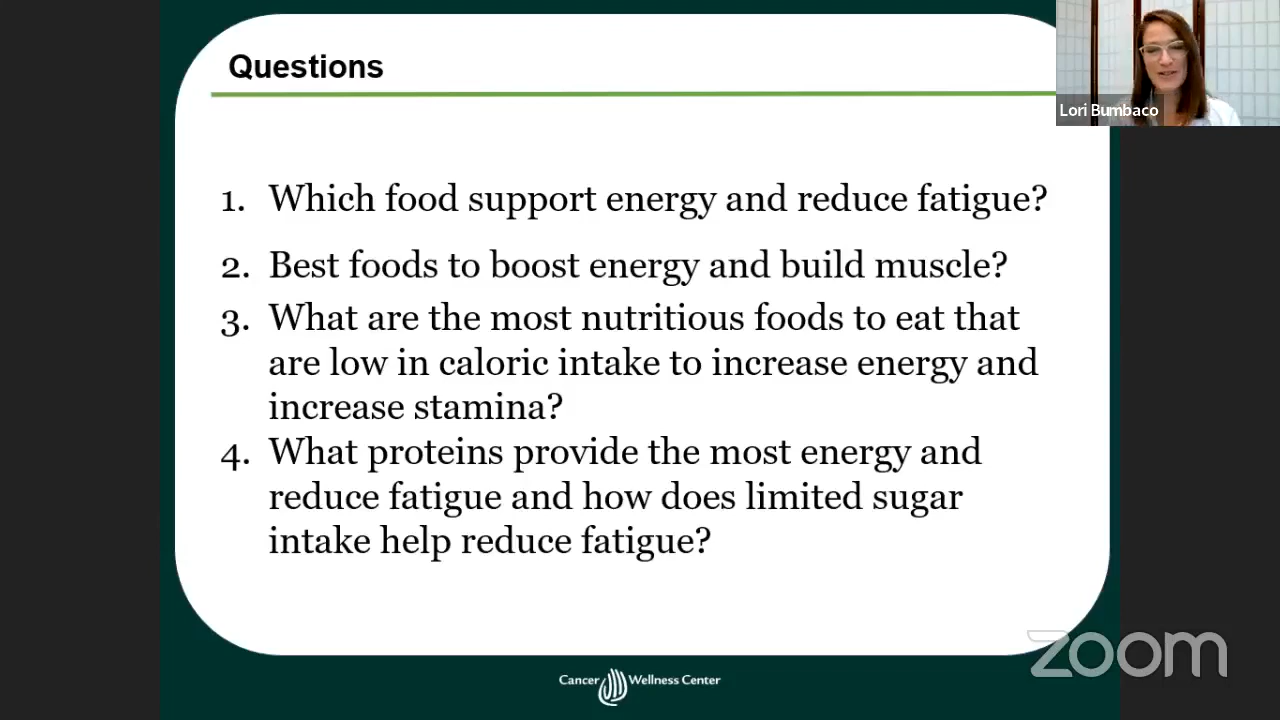 Questions
Lori Bumbaco
1. Which food support energy and reduce fatigue?
2. Best foods to boost energy and build muscle?
3. What are the most nutritious foods to eat that
are low in caloric intake to increase energy and
increase stamina?
4. What proteins provide the most energy and
reduce fatigue and how does limited sugar
intake help reduce fatigue?
zoom
Cancer Wellness Center